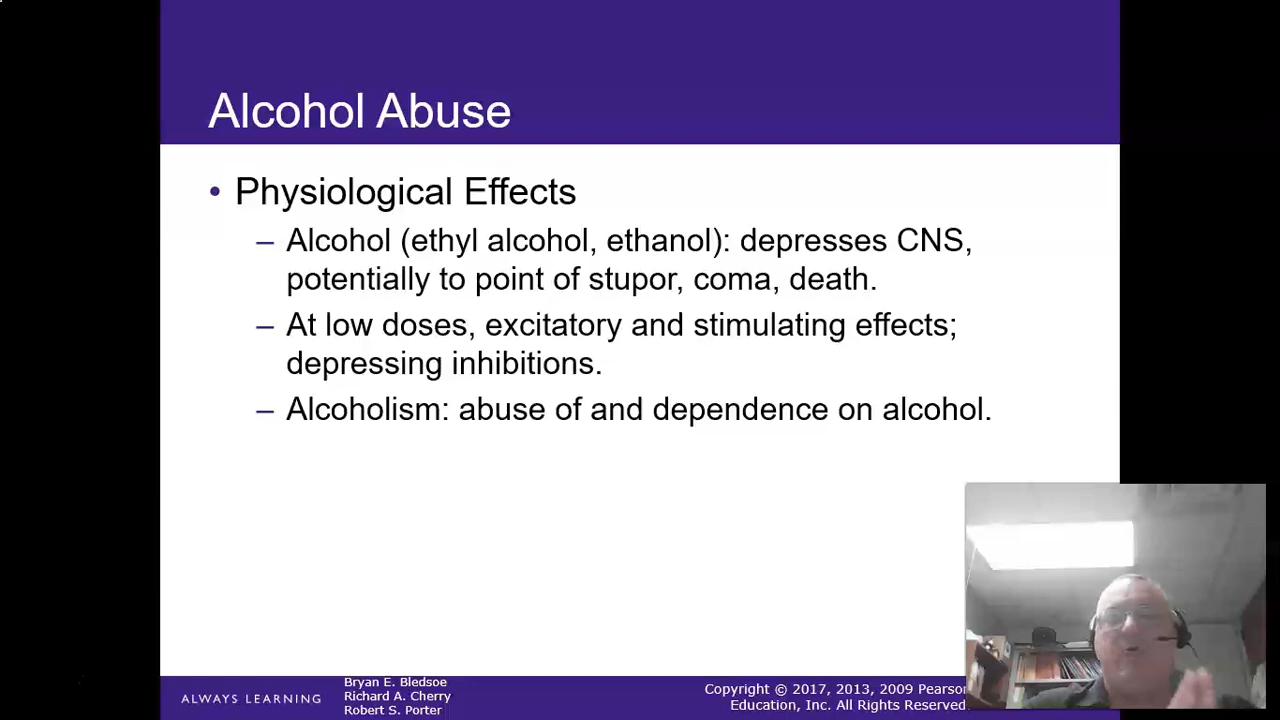 Alcohol Abuse
• Physiological Effects
– Alcohol (ethyl alcohol, ethanol): depresses CNS,
potentially to point of stupor, coma, death.
– At low doses, excitatory and stimulating effects;
depressing inhibitions.
– Alcoholism: abuse of and dependence on alcohol.
ALWAYS LEARNING
Bryan E. Bledsoe
Richard A. Cherry
Robert S. Porter
Copyright © 2017, 2013, 2009 Pearson
Education, Inc. All Rights Reserved.